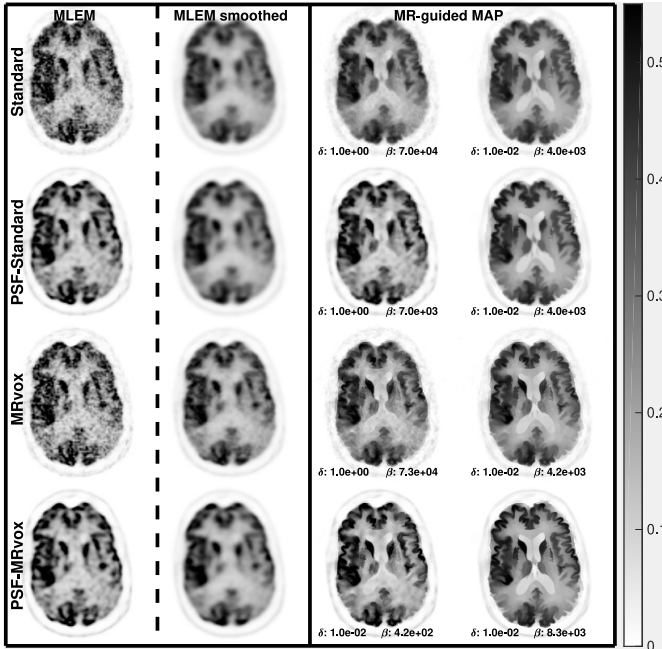 MLEM MLEM smoothed MR-guided MAP
Standard
δ: 1.0e+00 β: 7.0e+04 δ: 1.0e-02 β: 4.0e+03
PSF-Standard
δ: 1.0e+00 β: 7.0e+03 δ: 1.0e-02 β: 4.0e+03
MRvox
δ: 1.0e+00 β: 7.3e+04 δ: 1.0e-02 β: 4.2e+03
PSF-MRvox
δ: 1.0e-02 β: 4.2e+02 δ: 1.0e-02 β: 8.3e+03
0.5
0.4
0.3
0.2
0.1
0